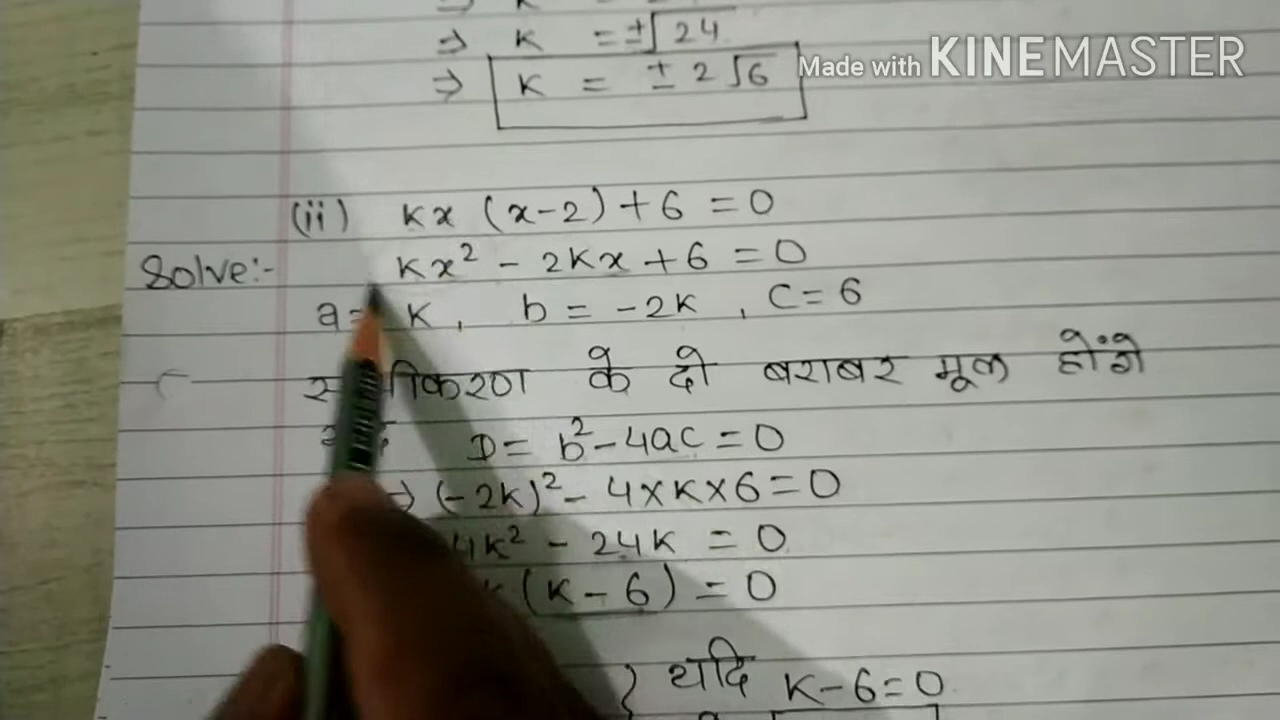 ⇒ K = ±√24
⇒ K = ±2√6
Made with KINEMASTER
(ii) Kx (x-2) + 6 = 0
Solve:- Kx² - 2Kx + 6 = 0
a = K, b = -2K, C = 6
के दो बराबर मूल होंगे
D = b² - 4ac = 0
⇒ (-2K)² - 4×K×6 = 0
4K² - 24K = 0
(K - 6) = 0
} यदि K-6=0